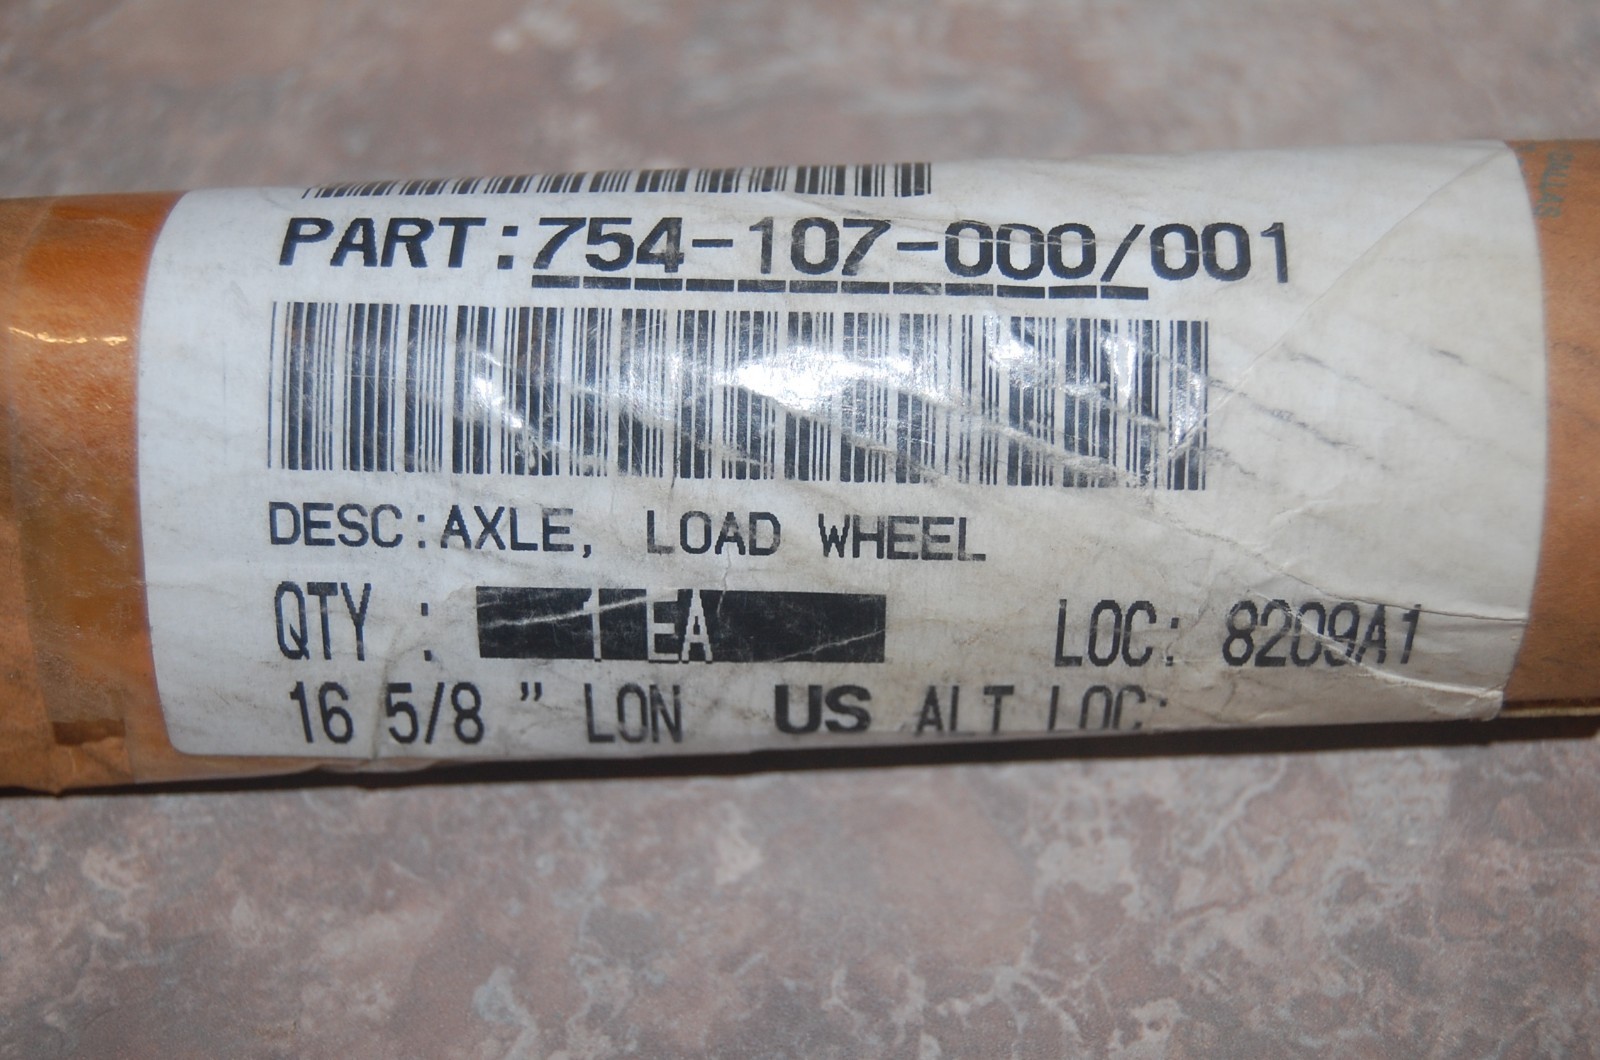 PART:754-107-000/001
DESC:AXLE, LOAD WHEEL
QTY : 1 EA LOC: 8209A1
16 5/8 " LON US ALT LOC: